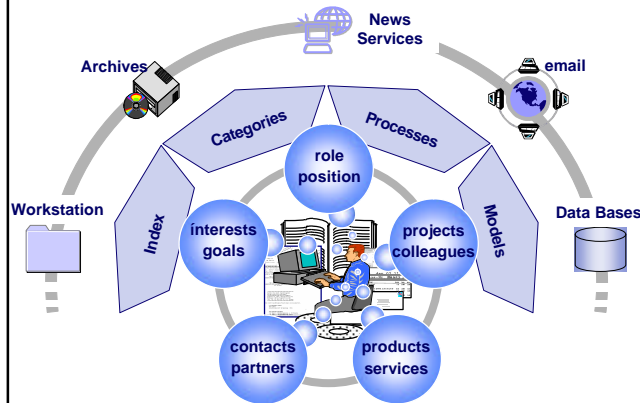 News
Services
Archives
email
Categories
Processes
role
position
Workstation
Index
ínterests
goals
projects
colleagues
Models
Data Bases
contacts
partners
products
services